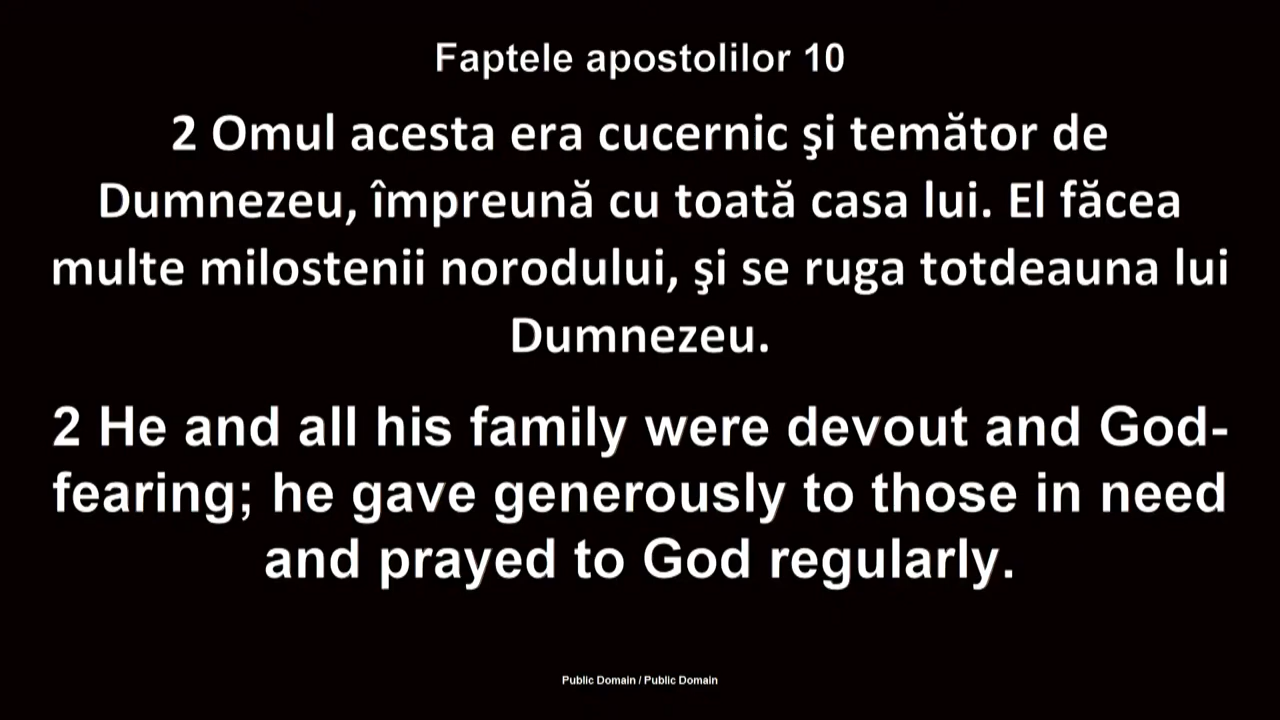 Faptele apostolilor 10
2 Omul acesta era cucernic şi temător de
Dumnezeu, împreună cu toată casa lui. El făcea
multe milostenii norodului, şi se ruga totdeauna lui
Dumnezeu.
2 He and all his family were devout and God-
fearing; he gave generously to those in need
and prayed to God regularly.
Public Domain / Public Domain